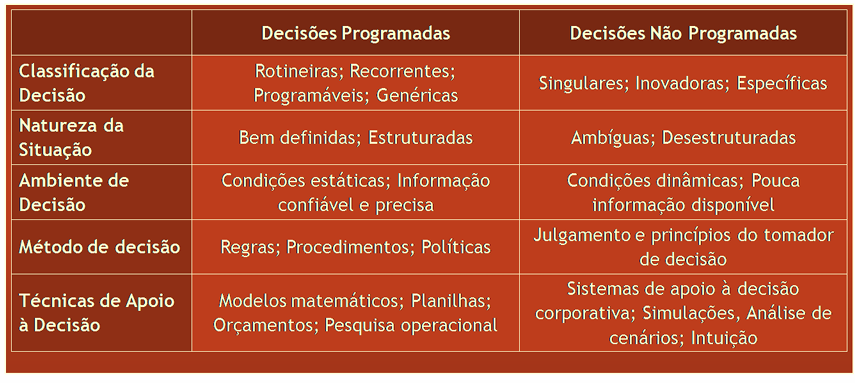 Decisões Programadas
Decisões Não Programadas
Classificação da
Decisão
Rotineiras; Recorrentes;
Programáveis; Genéricas
Singulares; Inovadoras; Específicas
Natureza da
Situação
Bem definidas; Estruturadas
Ambíguas; Desestruturadas
Ambiente de
Decisão
Condições estáticas; Informação
confiável e precisa
Condições dinâmicas; Pouca
informação disponível
Método de decisão
Regras; Procedimentos; Políticas
Julgamento e princípios do tomador
de decisão
Técnicas de Apoio
à Decisão
Modelos matemáticos; Planilhas;
Orçamentos; Pesquisa operacional
Sistemas de apoio à decisão
corporativa; Simulações, Análise de
cenários; Intuição